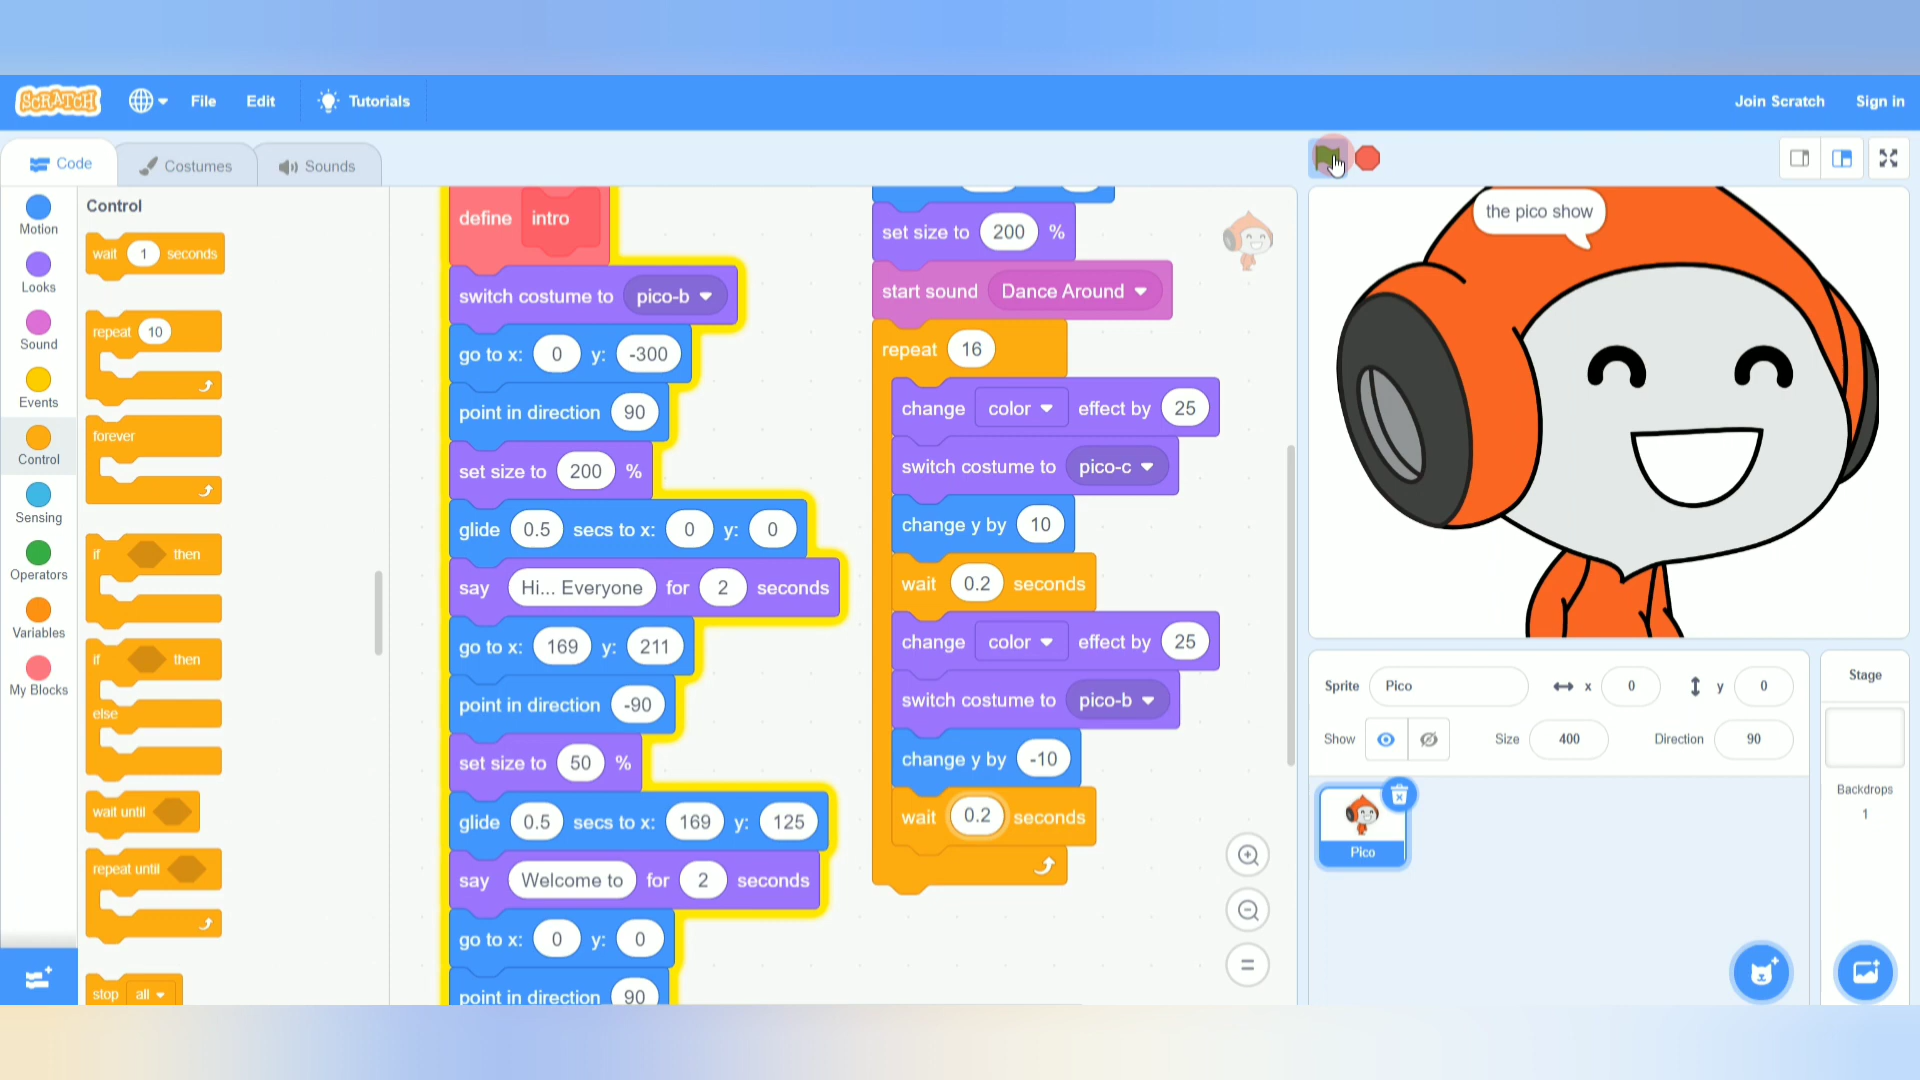 SCRATCH
File
Edit
Tutorials
Join Scratch
Sign in
Code
Costumes
Sounds
Motion
Looks
Sound
Events
Control
Sensing
Operators
Variables
My Blocks
Control
wait 1 seconds
repeat 10
forever
if then
if then
else
wait until
repeat until
stop all
define intro
switch costume to pico-b
go to x: 0 y: -300
point in direction 90
set size to 200 %
glide 0.5 secs to x: 0 y: 0
say Hi... Everyone for 2 seconds
go to x: 169 y: 211
point in direction -90
set size to 50 %
glide 0.5 secs to x: 169 y: 125
say Welcome to for 2 seconds
go to x: 0 y: 0
point in direction 90
set size to 200 %
start sound Dance Around
repeat 16
change color effect by 25
switch costume to pico-c
change y by 10
wait 0.2 seconds
change color effect by 25
switch costume to pico-b
change y by -10
wait 0.2 seconds
the pico show
Sprite Pico x 0 y 0
Show Size 400 Direction 90
Pico
Stage
Backdrops
1